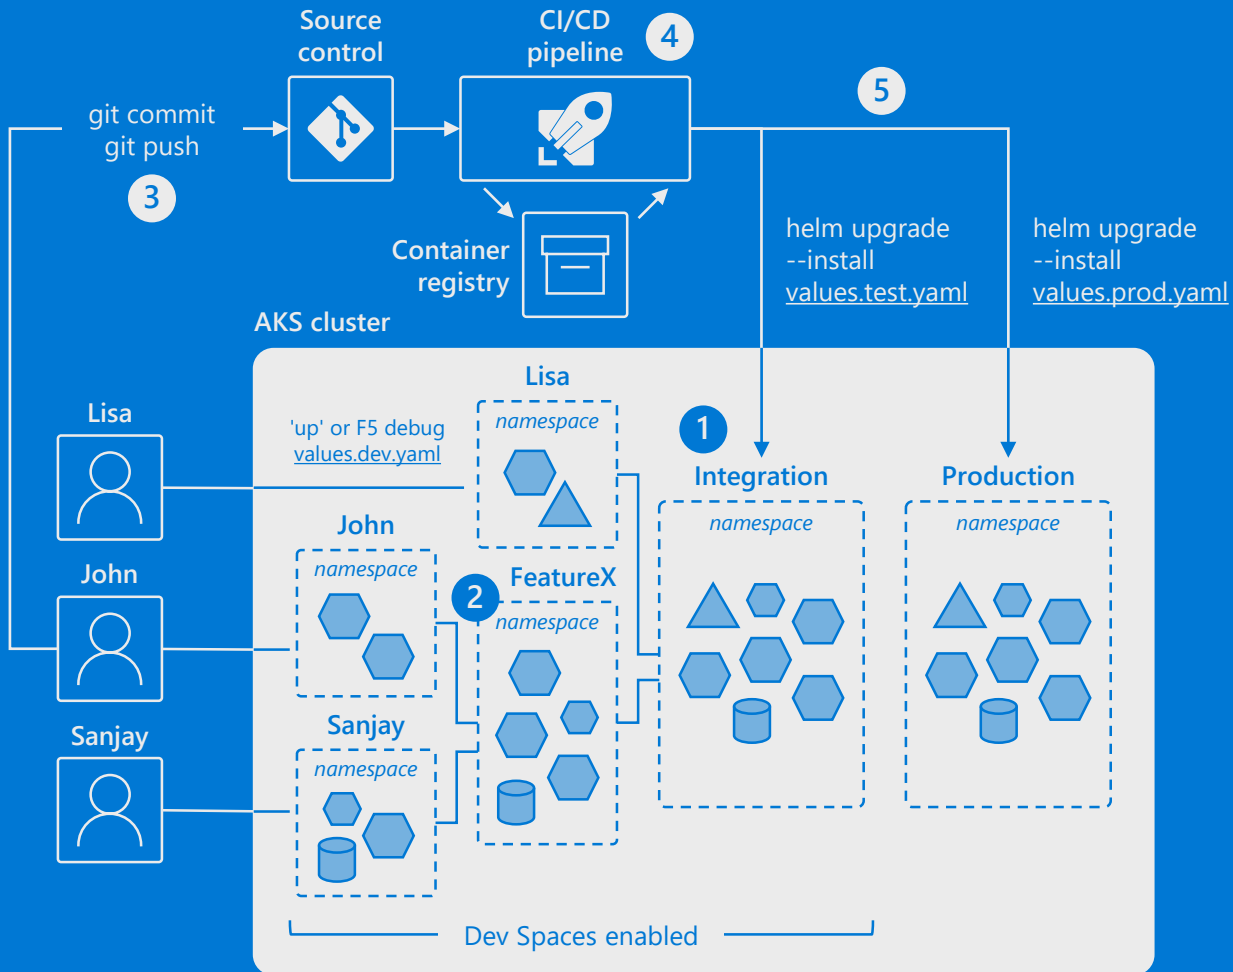 Source
control
CI/CD
pipeline
4
5
git commit
git push
3
Container
registry
helm upgrade
--install
values.test.yaml
helm upgrade
--install
values.prod.yaml
AKS cluster
Lisa
'up' or F5 debug
values.dev.yaml
Lisa
namespace
1
Integration
namespace
Production
namespace
John
John
namespace
2
FeatureX
namespace
Sanjay
Sanjay
namespace
Dev Spaces enabled